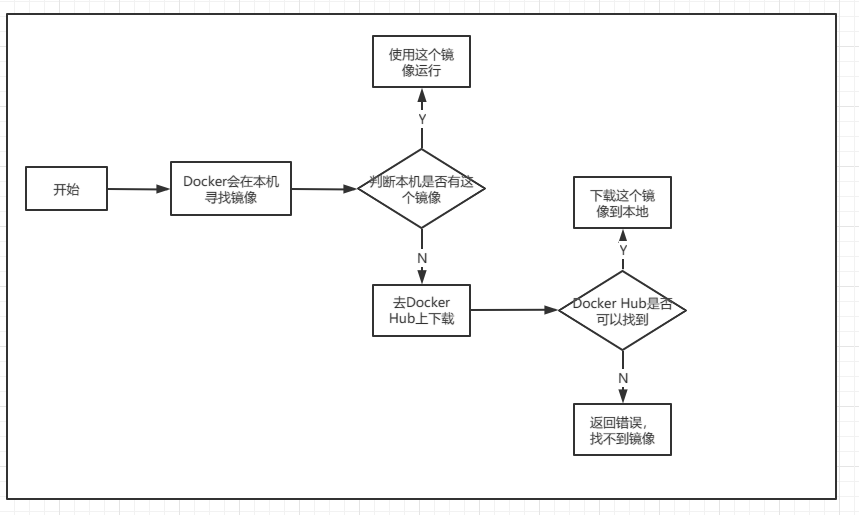 使用这个镜
像运行
Y
开始
Docker会在本机
寻找镜像
判断本机是否有这
个镜像
N
去Docker
Hub上下载
下载这个镜
像到本地
Y
Docker Hub是否
可以找到
N
返回错误,
找不到镜像